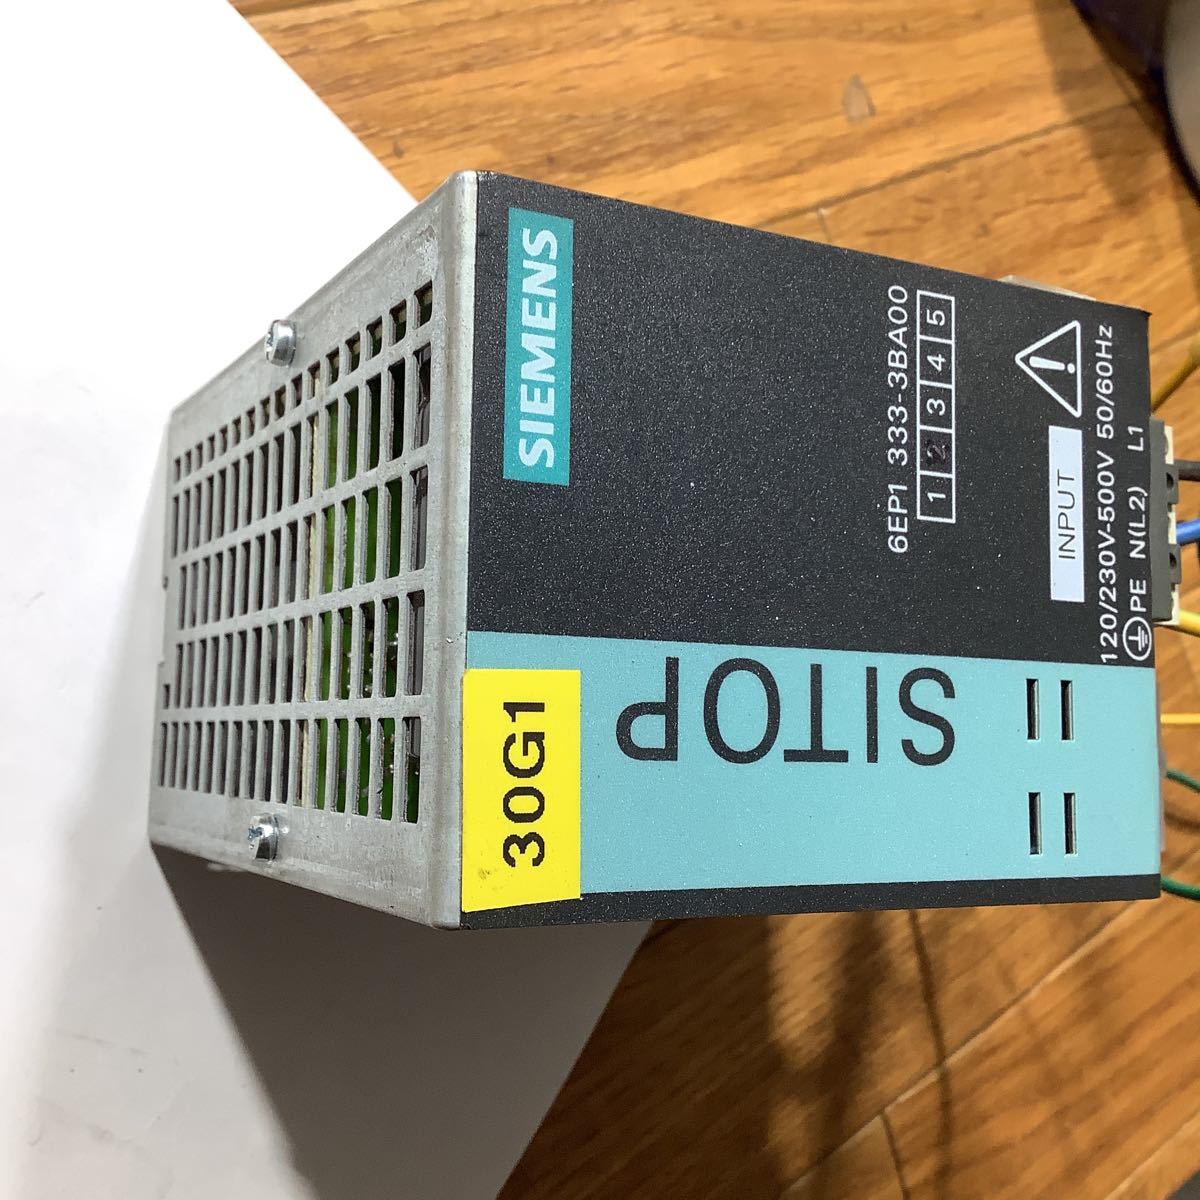 SIEMENS
6EP1 333-3BA00
1 2 3 4 5
INPUT
120/230V-500V 50/60Hz
PE N(L2) L1
30G1
SITOP